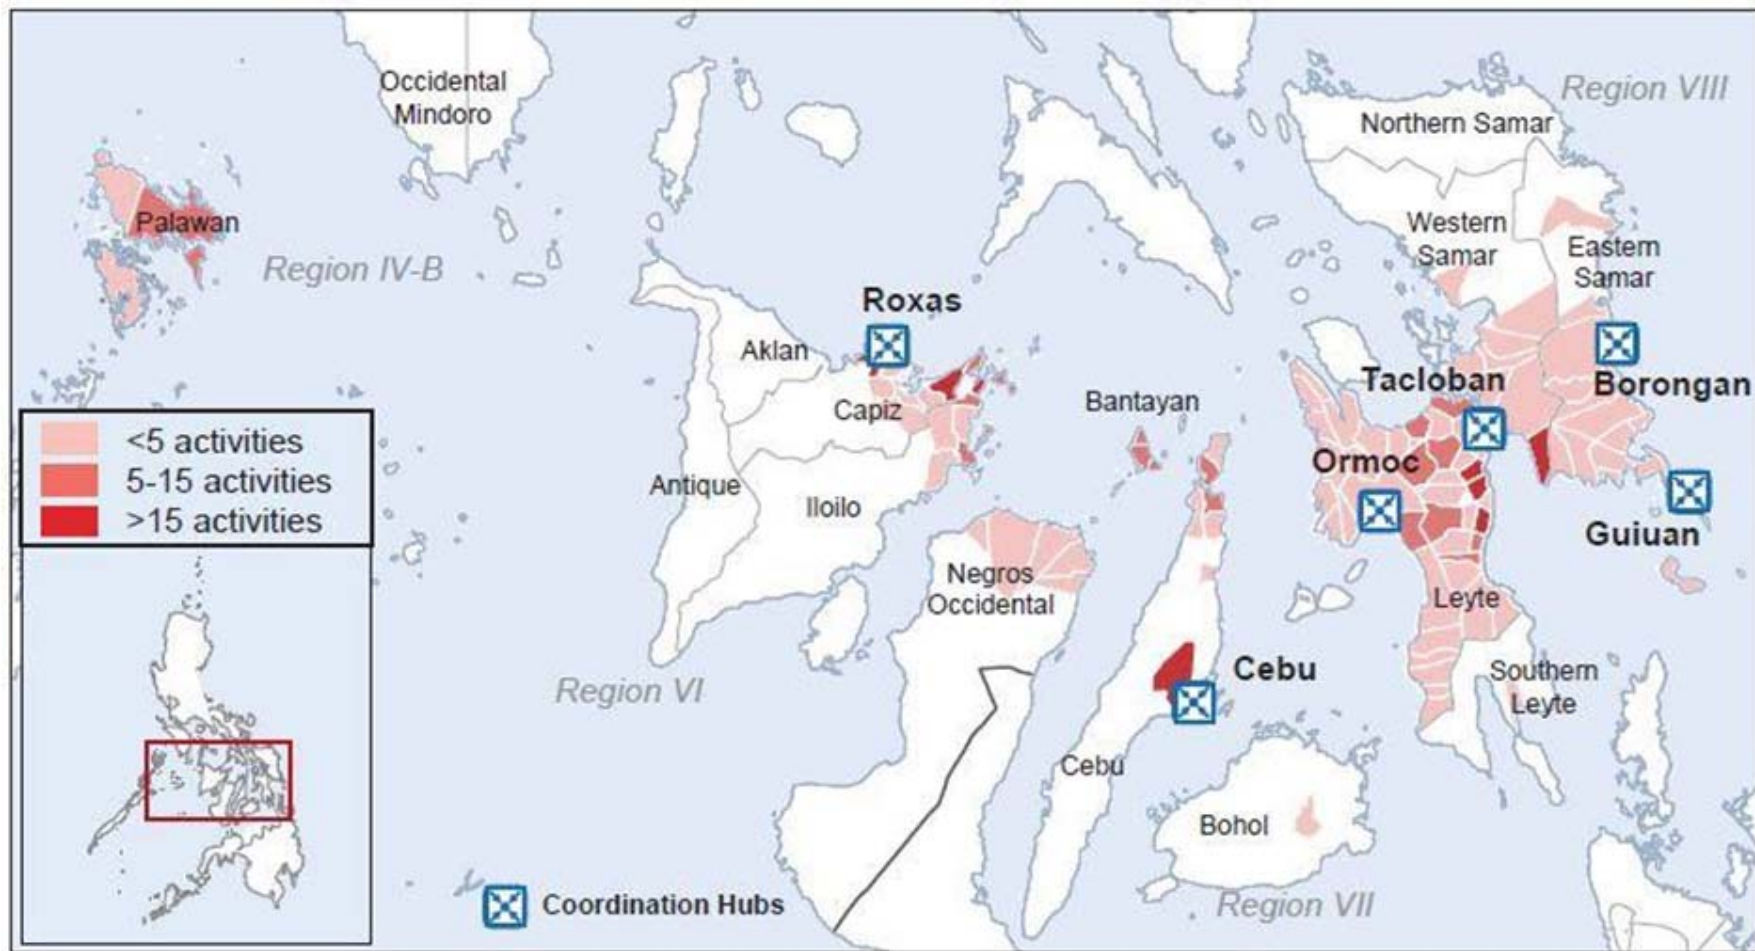 Occidental
Mindoro
Region VIII
Northern Samar
Palawan
Region IV-B
Western
Samar
Eastern
Samar
Roxas
Aklan
Tacloban
Borongan
Bantayan
Capiz
<5 activities
5-15 activities
>15 activities
Ormoc
Antique
Iloilo
Guiuan
Negros
Occidental
Leyte
Region VI
Cebu
Southern
Leyte
Cebu
Bohol
Coordination Hubs
Region VII